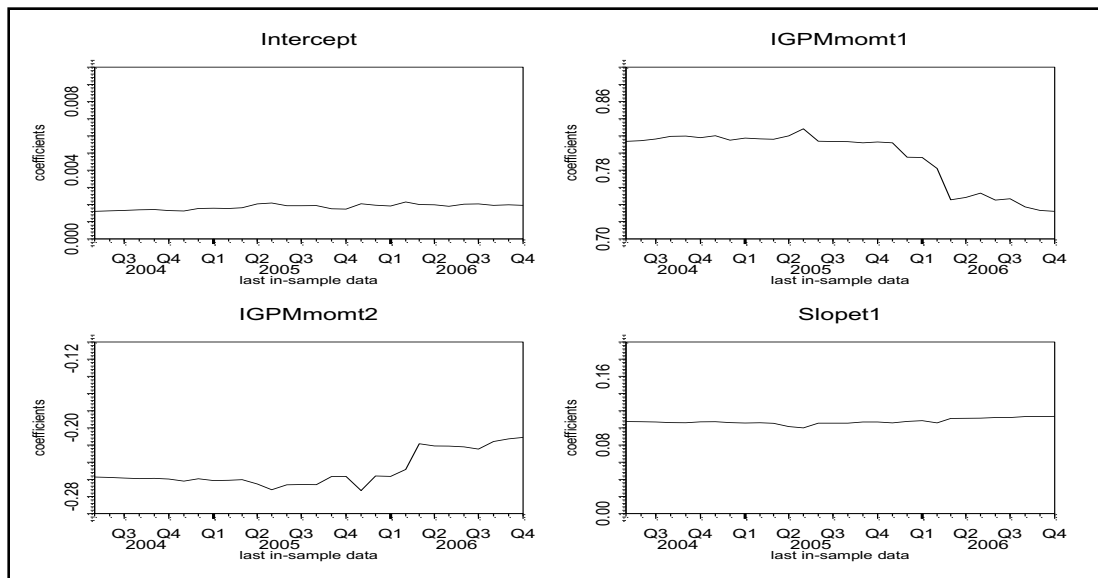 Intercept
coefficients
0.008
0.004
0.000
Q3 Q4 Q1 Q2 Q3 Q4 Q1 Q2 Q3 Q4
2004 2005 2006
last in-sample data
IGPMmomt1
coefficients
0.86
0.78
0.70
Q3 Q4 Q1 Q2 Q3 Q4 Q1 Q2 Q3 Q4
2004 2005 2006
last in-sample data
IGPMmomt2
coefficients
-0.12
-0.20
-0.28
Q3 Q4 Q1 Q2 Q3 Q4 Q1 Q2 Q3 Q4
2004 2005 2006
last in-sample data
Slopet1
coefficients
0.16
0.08
0.00
Q3 Q4 Q1 Q2 Q3 Q4 Q1 Q2 Q3 Q4
2004 2005 2006
last in-sample data